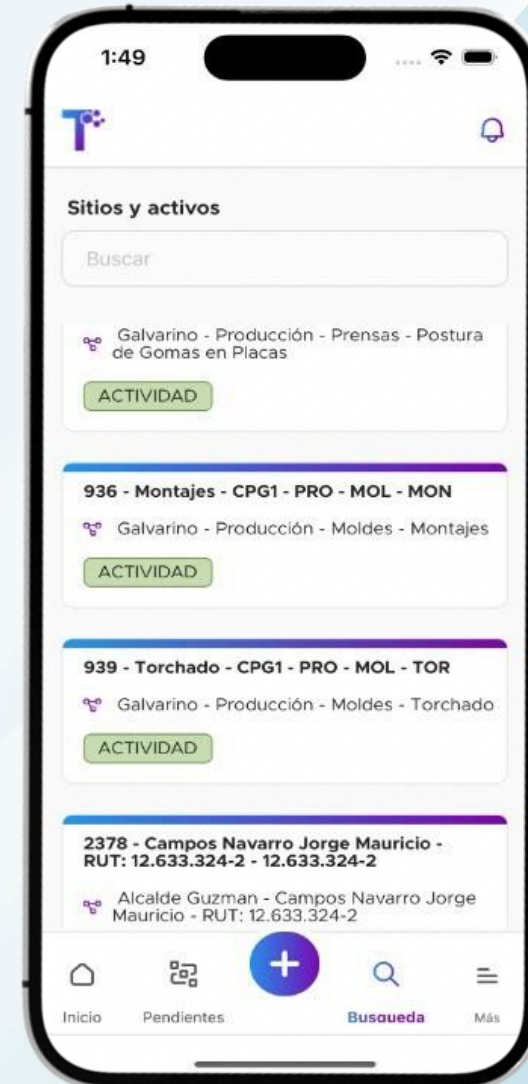 1:49
T
Sitios y activos
Buscar
Galvarino - Producción - Prensas - Postura
de Gomas en Placas
ACTIVIDAD
936 - Montajes - CPG1 - PRO - MOL - MON
Galvarino - Producción - Moldes - Montajes
ACTIVIDAD
939 - Torchado - CPG1 - PRO - MOL - TOR
Galvarino - Producción - Moldes - Torchado
ACTIVIDAD
2378 - Campos Navarro Jorge Mauricio -
RUT: 12.633.324-2 - 12.633.324-2
Alcalde Guzman - Campos Navarro Jorge
Mauricio - RUT: 12.633.324-2
Inicio Pendientes Busqueda Más